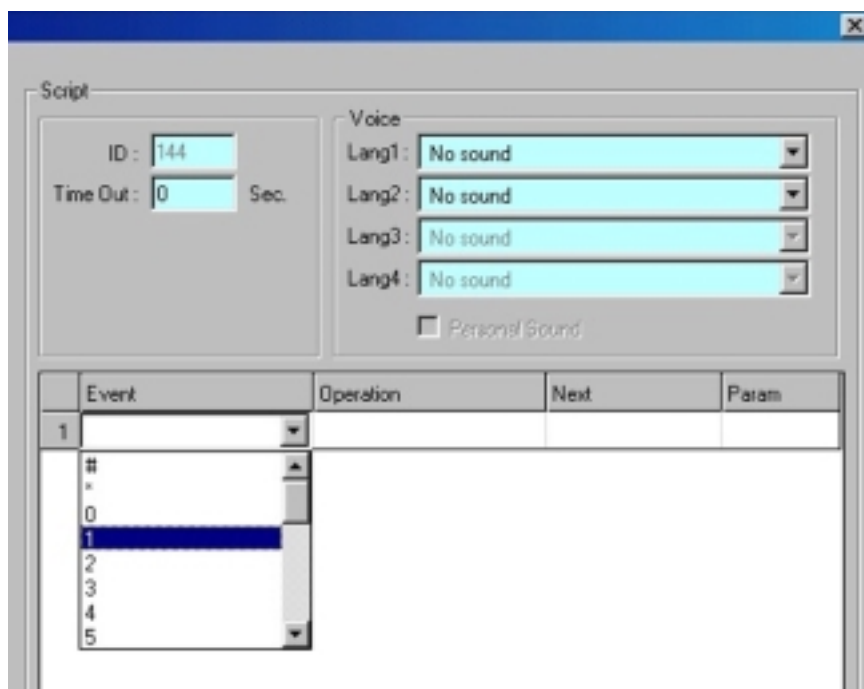 Script
ID : 144
Time Out : 0 Sec.
Voice
Lang1 : No sound
Lang2 : No sound
Lang3 : No sound
Lang4 : No sound
Personal Sound
Event Operation Next Param
1
#
*
0
1
2
3
4
5